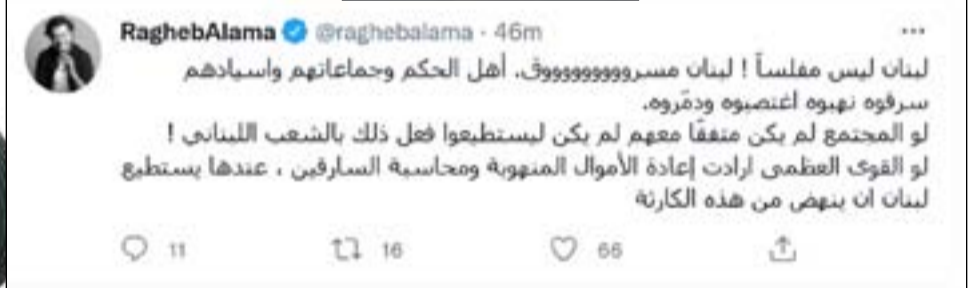 RaghebAlama @raghebalama · 46m
لبنان ليس مفلساً ! لبنان مسروووووووووق. أهل الحكم وجماعاتهم واسيادهم
سرقوه نهبوه اغتصبوه ودمّروه.
لو المجتمع لم يكن متفقًا معهم لم يكن ليستطيعوا فعل ذلك بالشعب اللبناني !
لو القوى العظمى ارادت إعادة الأموال المنهوبة ومحاسبة السارقين ، عندها يستطيع
لبنان ان ينهض من هذه الكارثة
11 16 66